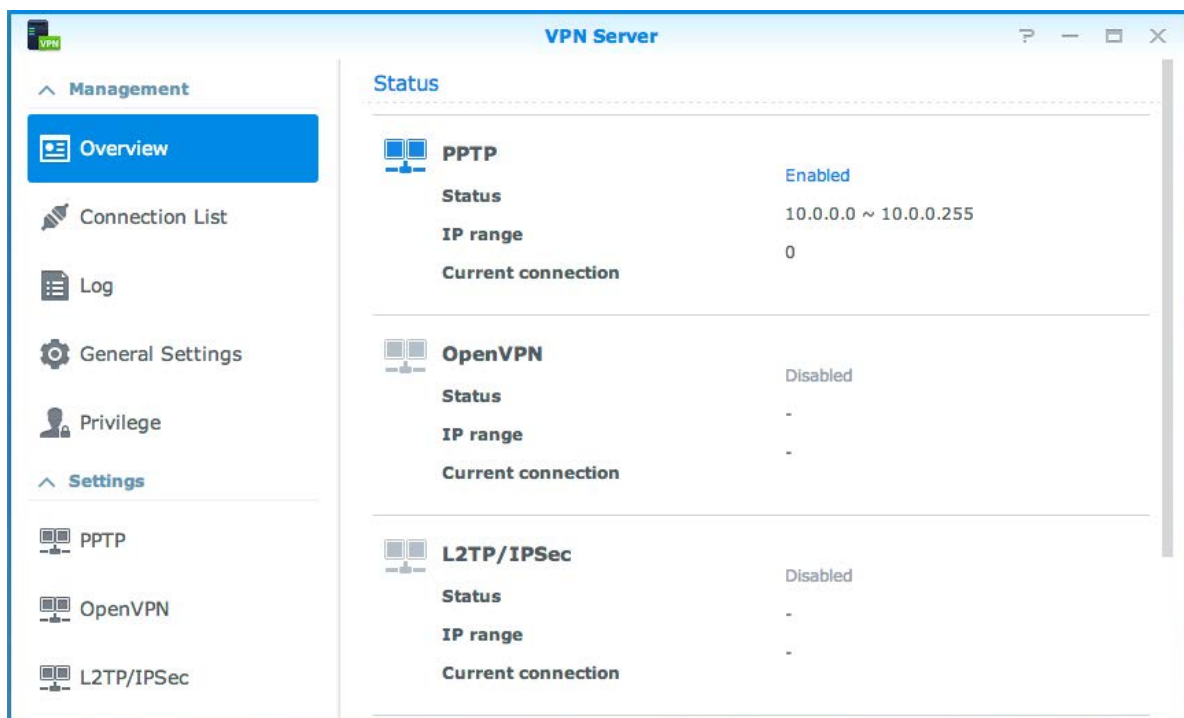 VPN
VPN Server
Management
Overview
Connection List
Log
General Settings
Privilege
Settings
PPTP
OpenVPN
L2TP/IPSec
Status
PPTP
Status
Enabled
IP range
10.0.0.0 ~ 10.0.0.255
Current connection
0
OpenVPN
Status
Disabled
IP range
-
Current connection
-
L2TP/IPSec
Status
Disabled
IP range
-
Current connection
-